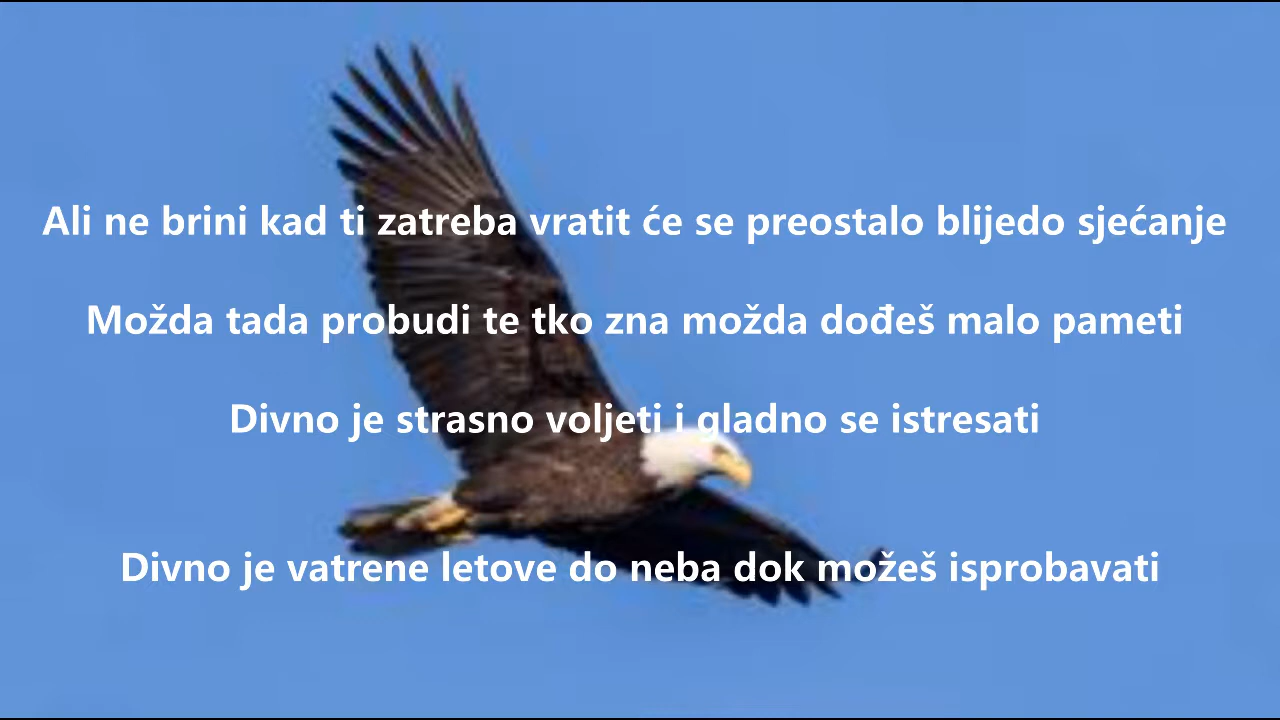 Ali ne brini kad ti zatreba vratit će se preostalo blijedo sjećanje
Možda tada probudi te tko zna možda dođeš malo pameti
Divno je strasno voljeti i gladno se istresati
Divno je vatrene letove do neba dok možeš isprobavati